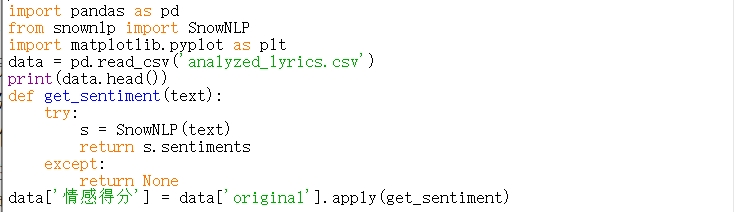 import pandas as pd
from snownlp import SnowNLP
import matplotlib.pyplot as plt
data = pd.read_csv('analyzed_lyrics.csv')
print(data.head())
def get_sentiment(text):
    try:
        s = SnowNLP(text)
        return s.sentiments
    except:
        return None
data['情感得分'] = data['original'].apply(get_sentiment)